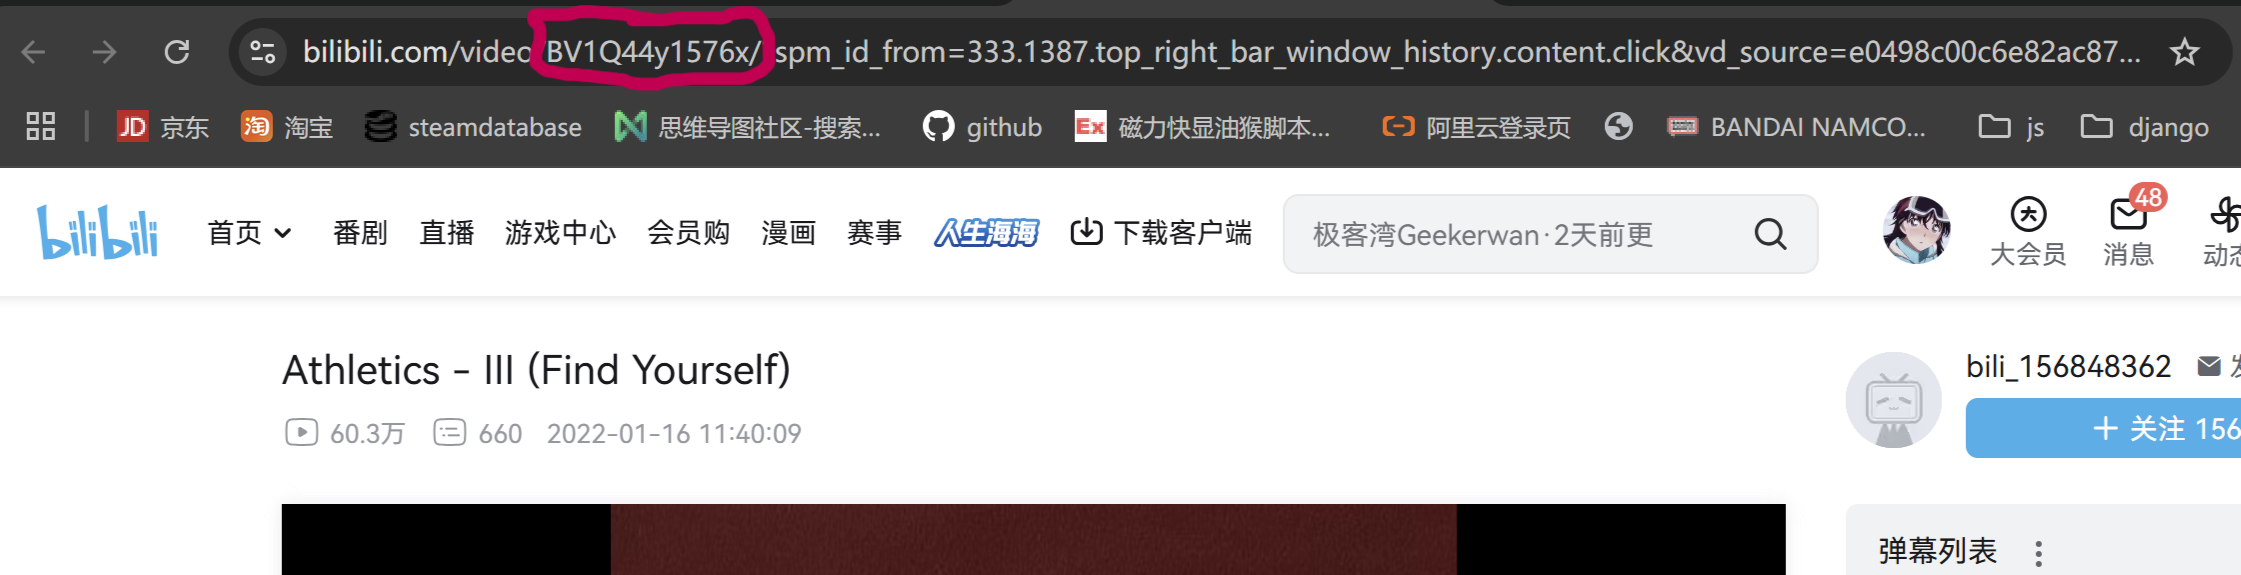 bilibili.com/video/BV1Q44y1576x/?spm_id_from=333.1387.top_right_bar_window_history.content.click&vd_source=e0498c00c6e82ac87...
JD 京东 淘 淘宝 steamdatabase 思维导图社区-搜索... github Ex 磁力快显油猴脚本... 阿里云登录页 BANDAI NAMCO... js django
bilibili 首页 番剧 直播 游戏中心 会员购 漫画 赛事 人生海海 下载客户端 极客湾Geekerwan·2天前更 大会员 48 消息 动态
Athletics - III (Find Yourself)
bili_156848362 发
60.3万 660 2022-01-16 11:40:09
+ 关注 156
弹幕列表